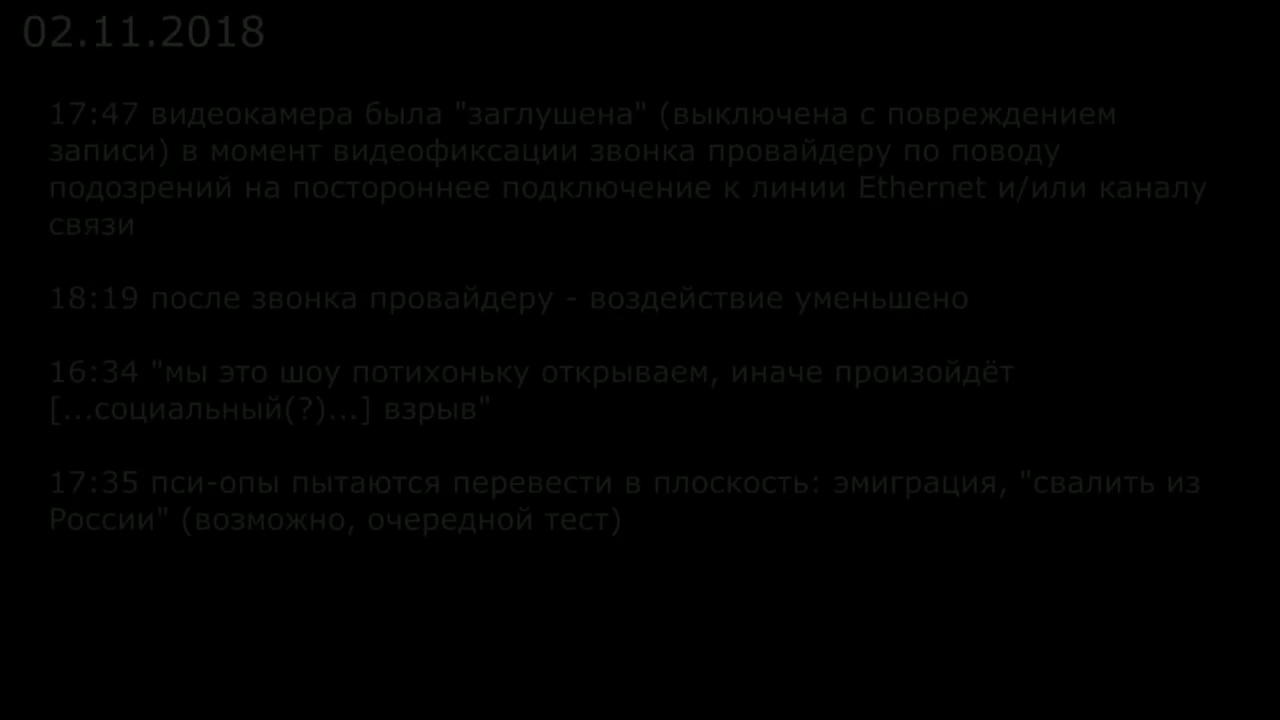 02.11.2018
17:47 видеокамера была "заглушена" (выключена с повреждением
записи) в момент видеофиксации звонка провайдеру по поводу
подозрений на постороннее подключение к линии Ethernet и/или каналу
связи
18:19 после звонка провайдеру - воздействие уменьшено
16:34 "мы это шоу потихоньку открываем, иначе произойдёт
[...социальный(?)...] взрыв"
17:35 пси-опы пытаются перевести в плоскость: эмиграция, "свалить из
России" (возможно, очередной тест)